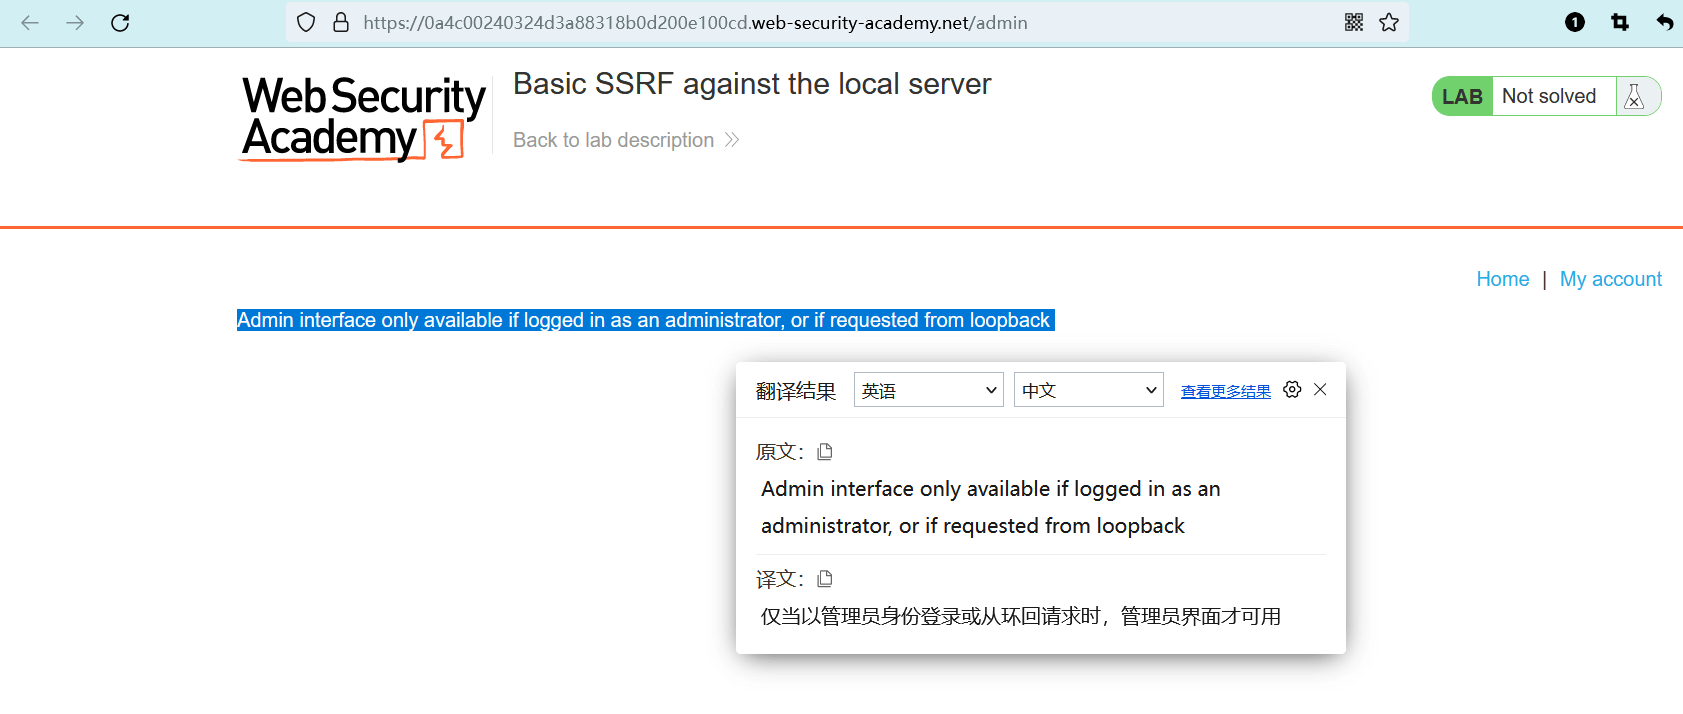 https://0a4c00240324d3a88318b0d200e100cd.web-security-academy.net/admin
1
Web Security
Academy
Basic SSRF against the local server
Back to lab description
LAB Not solved
Home | My account
Admin interface only available if logged in as an administrator, or if requested from loopback
翻译结果 英语 中文 查看更多结果
原文：
Admin interface only available if logged in as an
administrator, or if requested from loopback
译文：
仅当以管理员身份登录或从环回请求时，管理员界面才可用